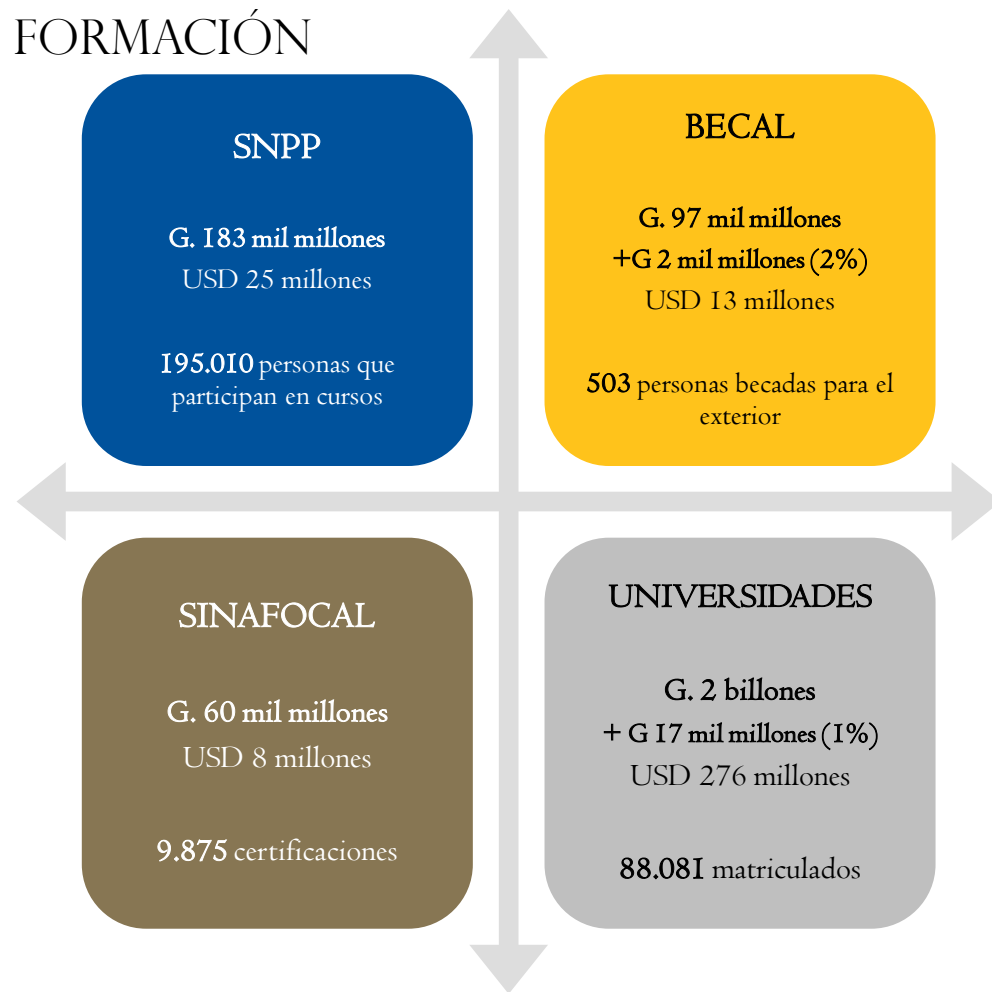 FORMACIÓN
SNPP
G. 183 mil millones
USD 25 millones
195.010 personas que
participan en cursos
BECAL
G. 97 mil millones
+G 2 mil millones (2%)
USD 13 millones
503 personas becadas para el
exterior
SINAFOCAL
G. 60 mil millones
USD 8 millones
9.875 certificaciones
UNIVERSIDADES
G. 2 billones
+ G 17 mil millones (1%)
USD 276 millones
88.081 matriculados